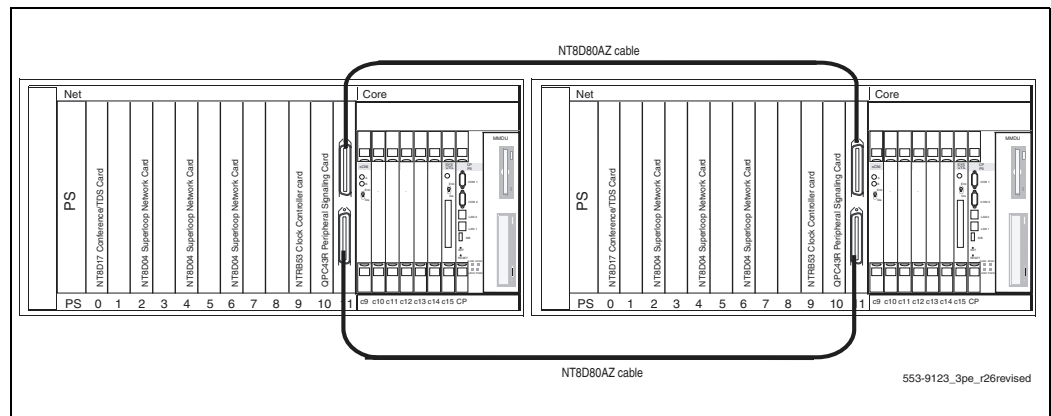 NT8D80AZ cable
Net
Core
PS
NT8D17 Conference/TDS Card
NT8D04 Superloop Network Card
NT8D04 Superloop Network Card
NT8D04 Superloop Network Card
NTRB53 Clock Controller card
QPC43R Peripheral Signaling Card
MMDU
PS 0 1 2 3 4 5 6 7 8 9 10 11 c9 c10 c11 c12 c13 c14 c15 CP
Net
Core
PS
NT8D17 Conference/TDS Card
NT8D04 Superloop Network Card
NT8D04 Superloop Network Card
NT8D04 Superloop Network Card
NTRB53 Clock Controller card
QPC43R Peripheral Signaling Card
MMDU
PS 0 1 2 3 4 5 6 7 8 9 10 11 c9 c10 c11 c12 c13 c14 c15 CP
NT8D80AZ cable
553-9123_3pe_r26revised